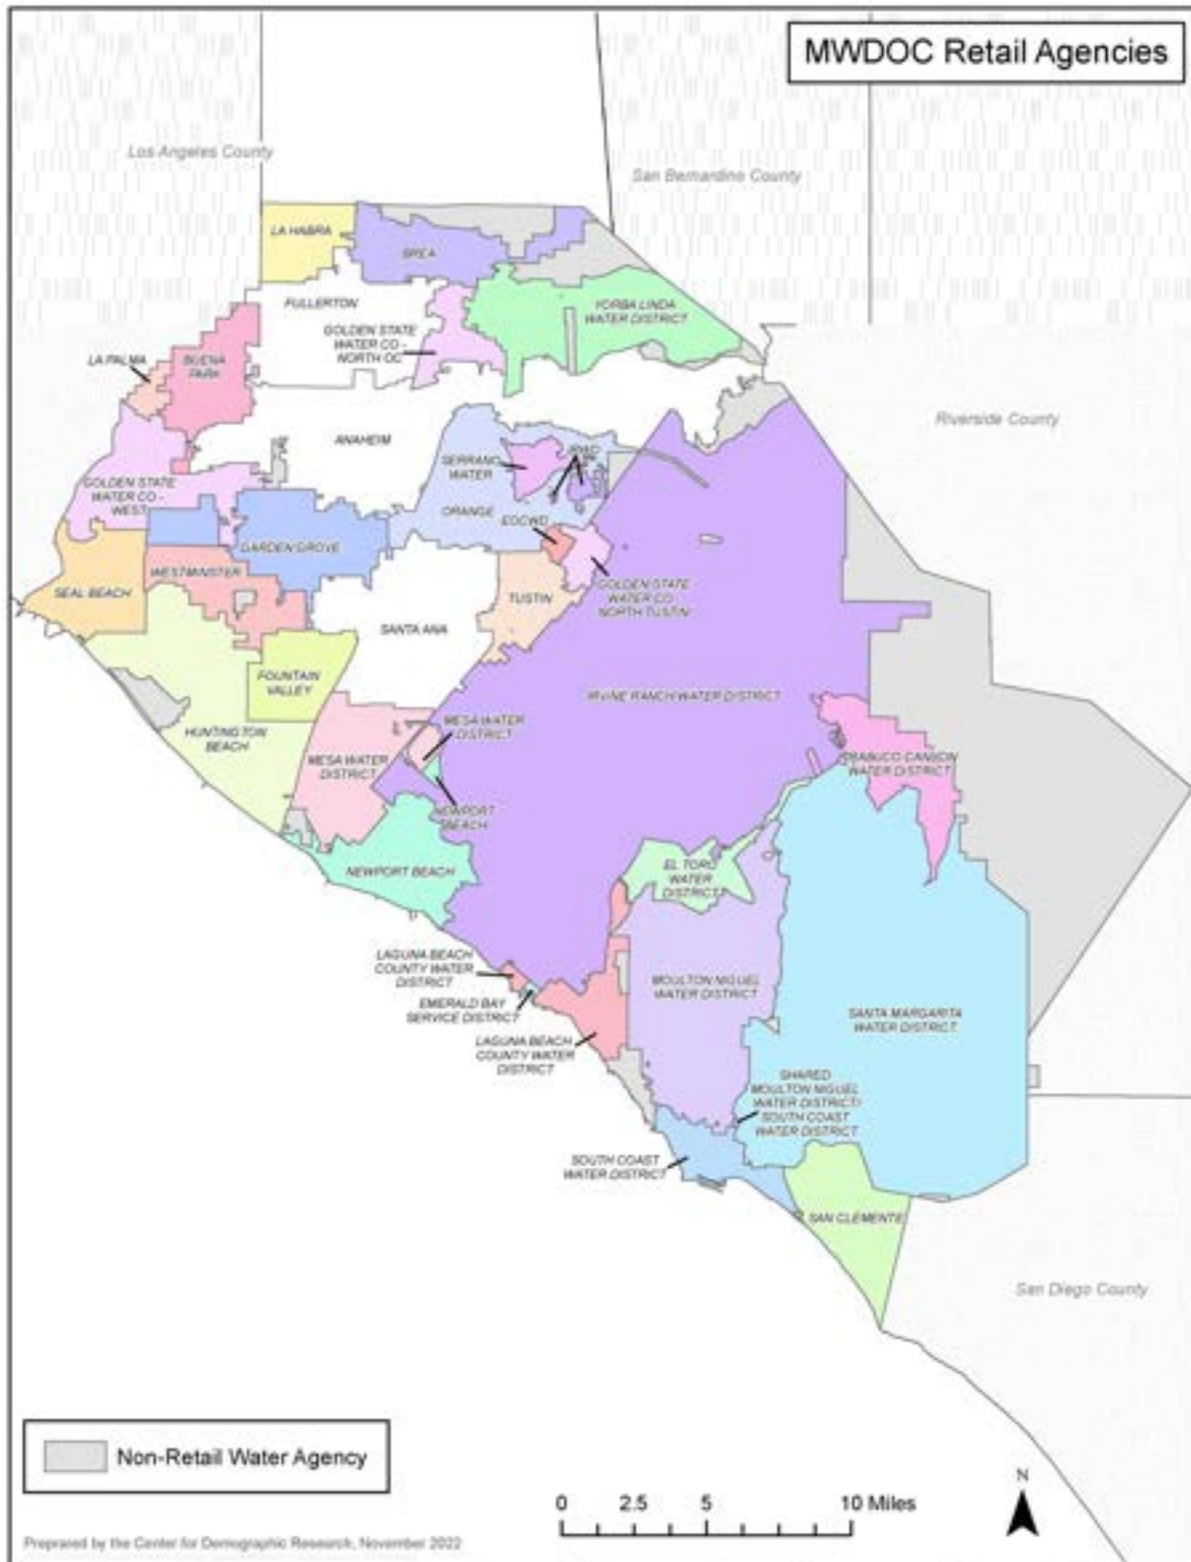 MWDOC Retail Agencies
Los Angeles County
San Bernardino County
LA HABRA
BREA
FULLERTON
YORBA LINDA
WATER DISTRICT
GOLDEN STATE
WATER CO -
NORTH OC
LA PALMA
BUENA
PARK
Riverside County
ANAHEIM
SERRANO
WATER
IRWD
GOLDEN STATE
WATER CO -
WEST
ORANGE
EOCWD
GARDEN GROVE
WESTMINSTER
SEAL BEACH
TUSTIN
GOLDEN STATE
WATER CO
NORTH TUSTIN
SANTA ANA
FOUNTAIN
VALLEY
IRVINE RANCH WATER DISTRICT
HUNTINGTON
BEACH
MESA WATER
DISTRICT
MESA WATER
DISTRICT
TRABUCO CANYON
WATER DISTRICT
NEWPORT
BEACH
NEWPORT BEACH
EL TORO
WATER
DISTRICT
LAGUNA BEACH
COUNTY WATER
DISTRICT
MOULTON NIGUEL
WATER DISTRICT
EMERALD BAY
SERVICE DISTRICT
SANTA MARGARITA
WATER DISTRICT
LAGUNA BEACH
COUNTY WATER
DISTRICT
SHARED
MOULTON NIGUEL
WATER DISTRICT/
SOUTH COAST
WATER DISTRICT
SOUTH COAST
WATER DISTRICT
SAN CLEMENTE
San Diego County
Non-Retail Water Agency
N
0 2.5 5 10 Miles
Prepared by the Center for Demographic Research, November 2022